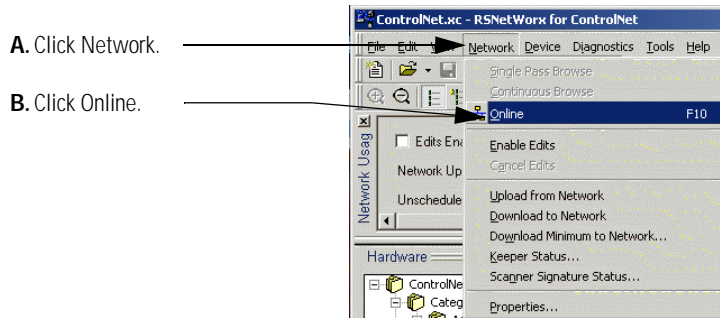 ControlNet.xc - RSNetWorx for ControlNet
A. Click Network.
File Edit Network Device Diagnostics Tools Help
Single Pass Browse
Continuous Browse
B. Click Online.
Online F10
Edits Ena
Enable Edits
Cancel Edits
Network Usag
Network Up
Upload from Network
Unschedule
Download to Network
Download Minimum to Network...
Hardware
Keeper Status...
Scanner Signature Status...
ControlNe
Categ
Properties...